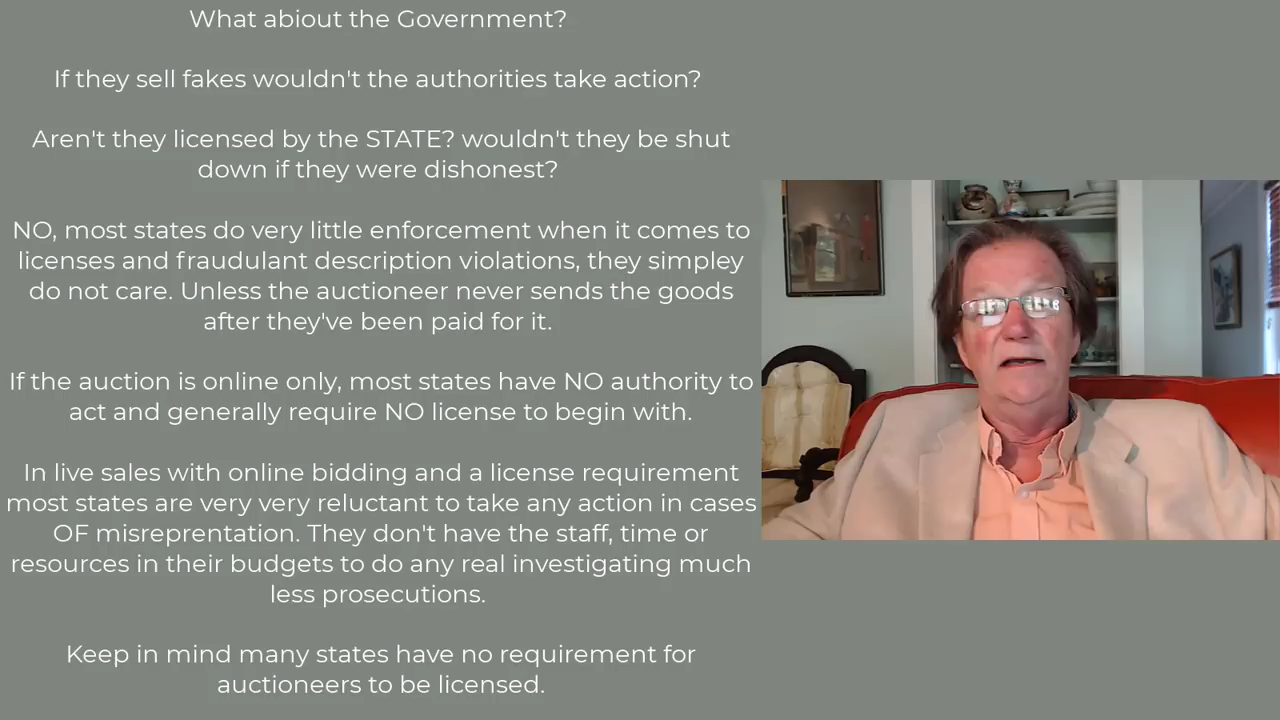 What abiout the Government?
If they sell fakes wouldn't the authorities take action?
Aren't they licensed by the STATE? wouldn't they be shut
down if they were dishonest?
NO, most states do very little enforcement when it comes to
licenses and fraudulant description violations, they simpley
do not care. Unless the auctioneer never sends the goods
after they've been paid for it.
If the auction is online only, most states have NO authority to
act and generally require NO license to begin with.
In live sales with online bidding and a license requirement
most states are very very reluctant to take any action in cases
OF misreprentation. They don't have the staff, time or
resources in their budgets to do any real investigating much
less prosecutions.
Keep in mind many states have no requirement for
auctioneers to be licensed.